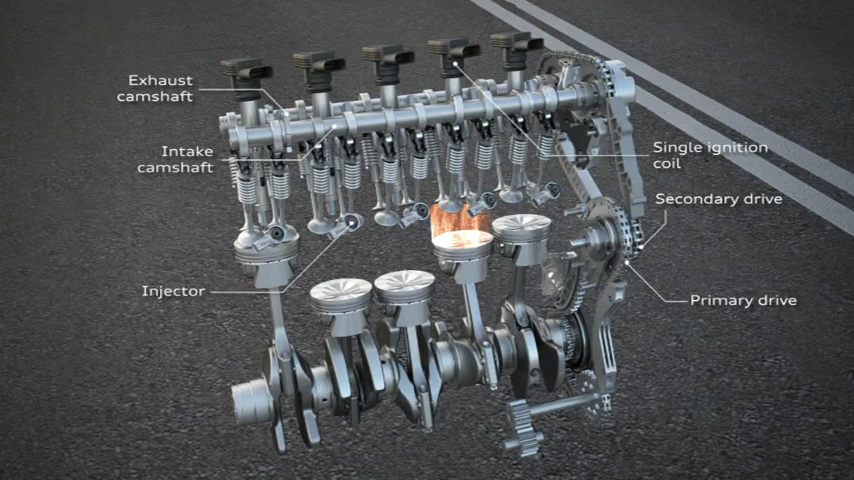 Exhaust
camshaft
Intake
camshaft
Single ignition
coil
Secondary drive
Injector
Primary drive